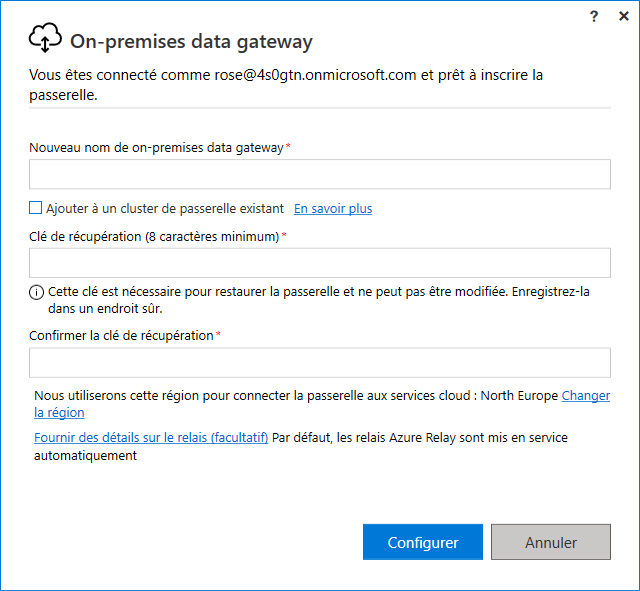 ? ×
On-premises data gateway
Vous êtes connecté comme rose@4s0gtn.onmicrosoft.com et prêt à inscrire la
passerelle.
Nouveau nom de on-premises data gateway*
Ajouter à un cluster de passerelle existant En savoir plus
Clé de récupération (8 caractères minimum)*
Cette clé est nécessaire pour restaurer la passerelle et ne peut pas être modifiée. Enregistrez-la
dans un endroit sûr.
Confirmer la clé de récupération*
Nous utiliserons cette région pour connecter la passerelle aux services cloud : North Europe Changer
la région
Fournir des détails sur le relais (facultatif) Par défaut, les relais Azure Relay sont mis en service
automatiquement
Configurer Annuler